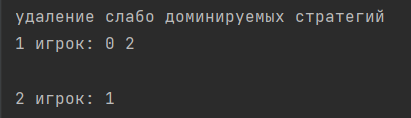 удаление слабо доминируемых стратегий
1 игрок: 0 2
2 игрок: 1